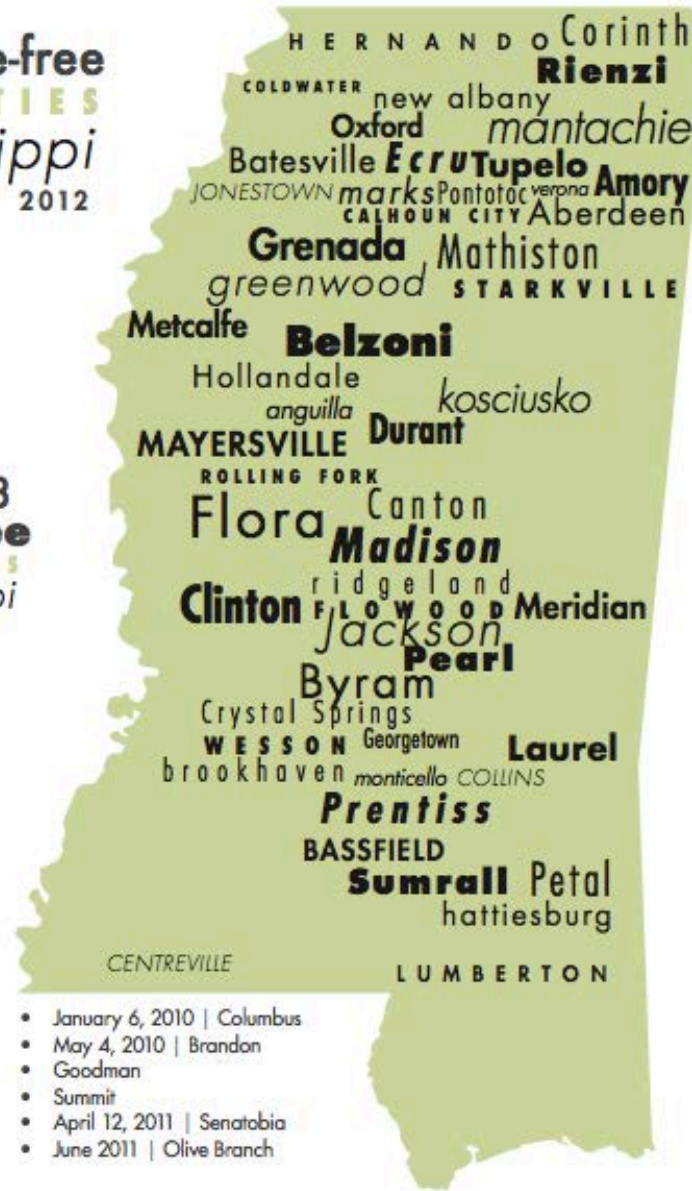 e-free
TIES
ippi
2012
HERNANDO Corinth
Rienzi
COLDWATER
new albany
Oxford mantachie
Batesville Ecru Tupelo
JONESTOWN marks Pontotoc verona Amory
CALHOUN CITY Aberdeen
Grenada Mathiston
greenwood STARKVILLE
Metcalfe Belzoni
Hollandale
anguilla kosciusko
MAYERSVILLE Durant
ROLLING FORK
Flora Canton
Madison
3
ee
s
pi
ridgeland
Clinton FLOWOOD Meridian
Jackson
Pearl
Byram
Crystal Springs
WESSON Georgetown Laurel
brookhaven monticello COLLINS
Prentiss
BASSFIELD
Sumrall Petal
hattiesburg
CENTREVILLE LUMBERTON
• January 6, 2010 | Columbus
• May 4, 2010 | Brandon
• Goodman
• Summit
• April 12, 2011 | Senatobia
• June 2011 | Olive Branch